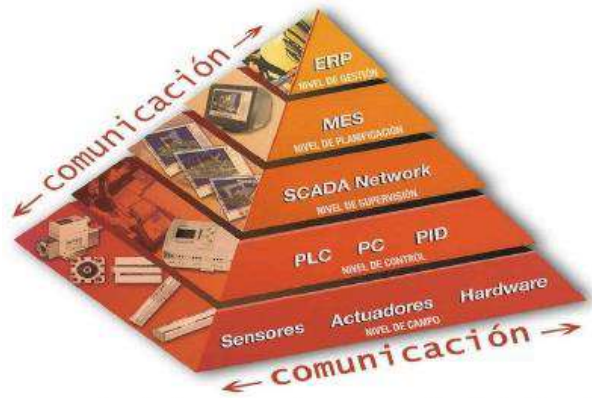 ERP
NIVEL DE GESTIÓN
MES
NIVEL DE PLANIFICACIÓN
SCADA Network
NIVEL DE SUPERVISIÓN
PLC PC PID
NIVEL DE CONTROL
Sensores Actuadores Hardware
NIVEL DE CAMPO
← comunicación →
← comunicación →